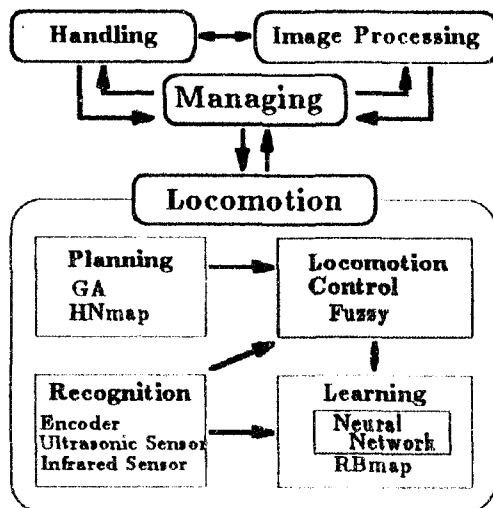 Handling
Image Processing
Managing
Locomotion
Planning
GA
HNmap
Locomotion
Control
Fuzzy
Recognition
Encoder
Ultrasonic Sensor
Infrared Sensor
Learning
Neural
Network
RBmap